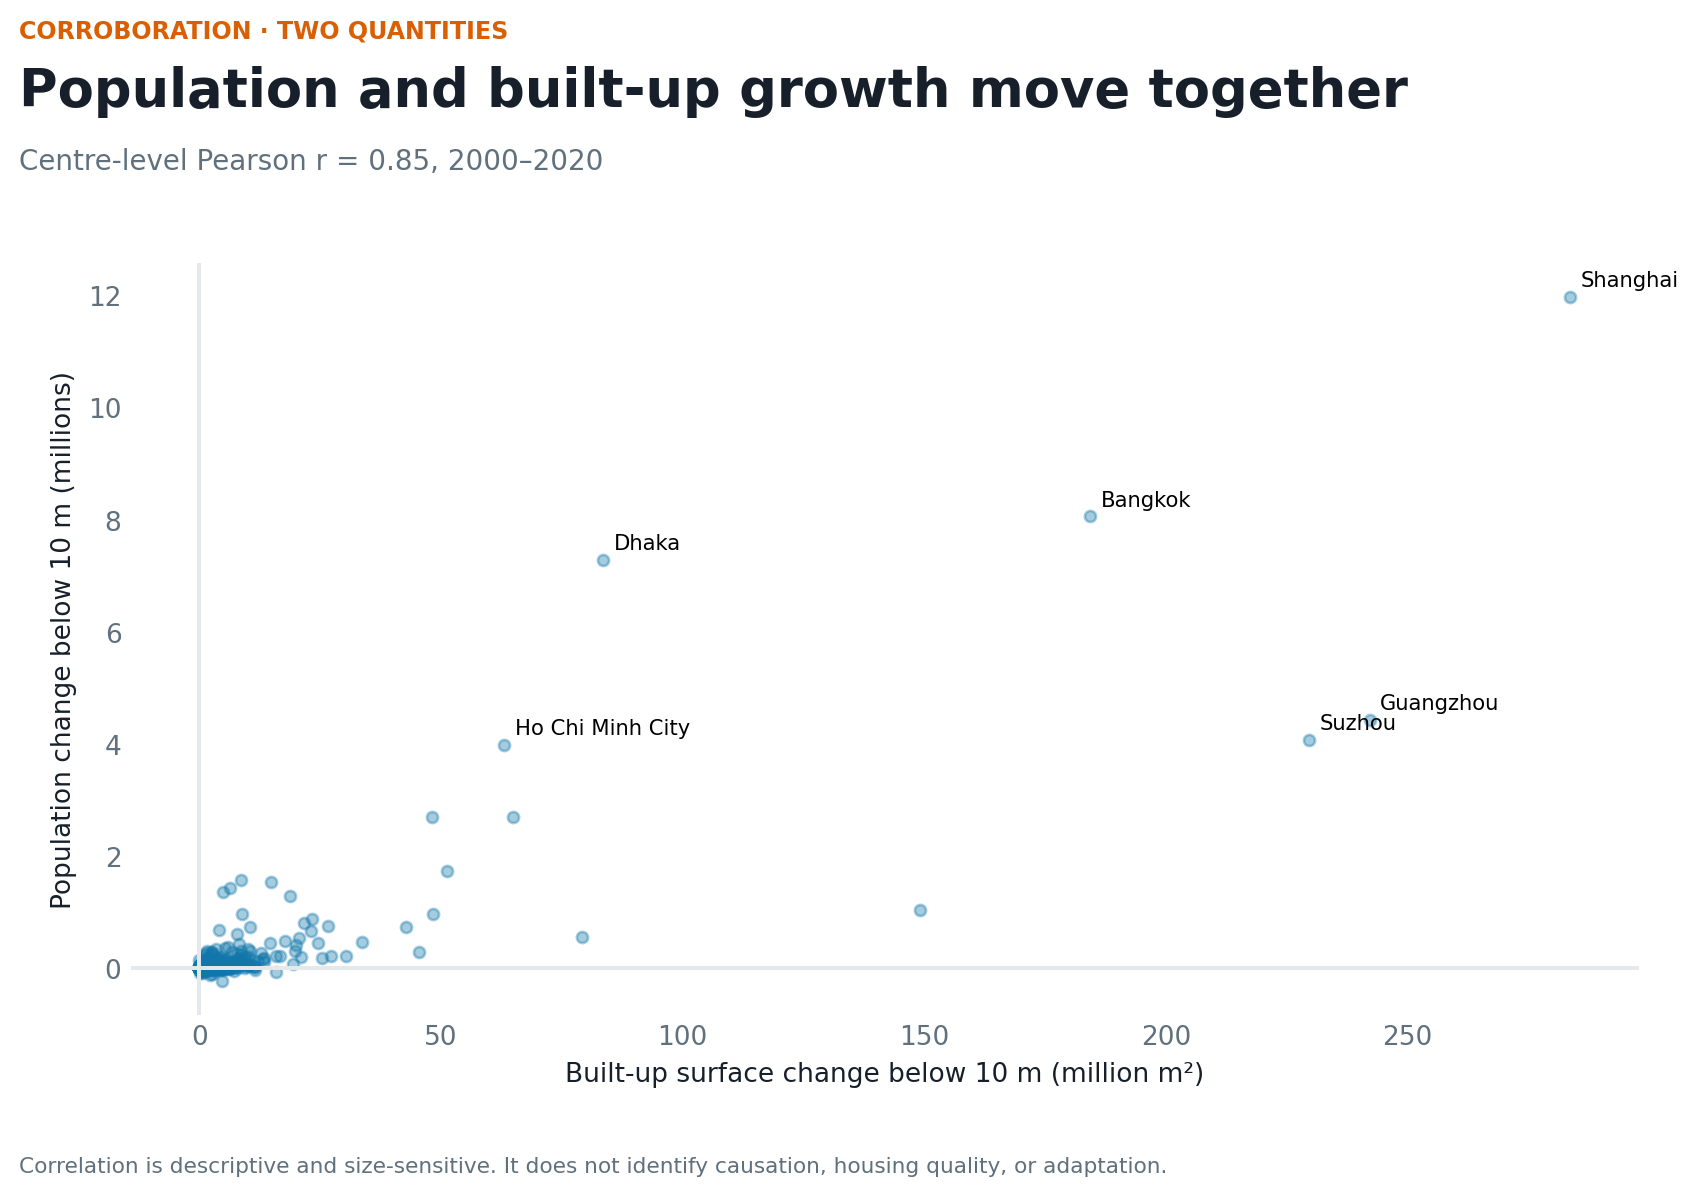 CORROBORATION · TWO QUANTITIES
Population and built-up growth move together
Centre-level Pearson r = 0.85, 2000–2020
Shanghai
12
10
Bangkok
8
Dhaka
6
Guangzhou
Suzhou
Ho Chi Minh City
4
2
0
Population change below 10 m (millions)
0 50 100 150 200 250
Built-up surface change below 10 m (million m²)
Correlation is descriptive and size-sensitive. It does not identify causation, housing quality, or adaptation.